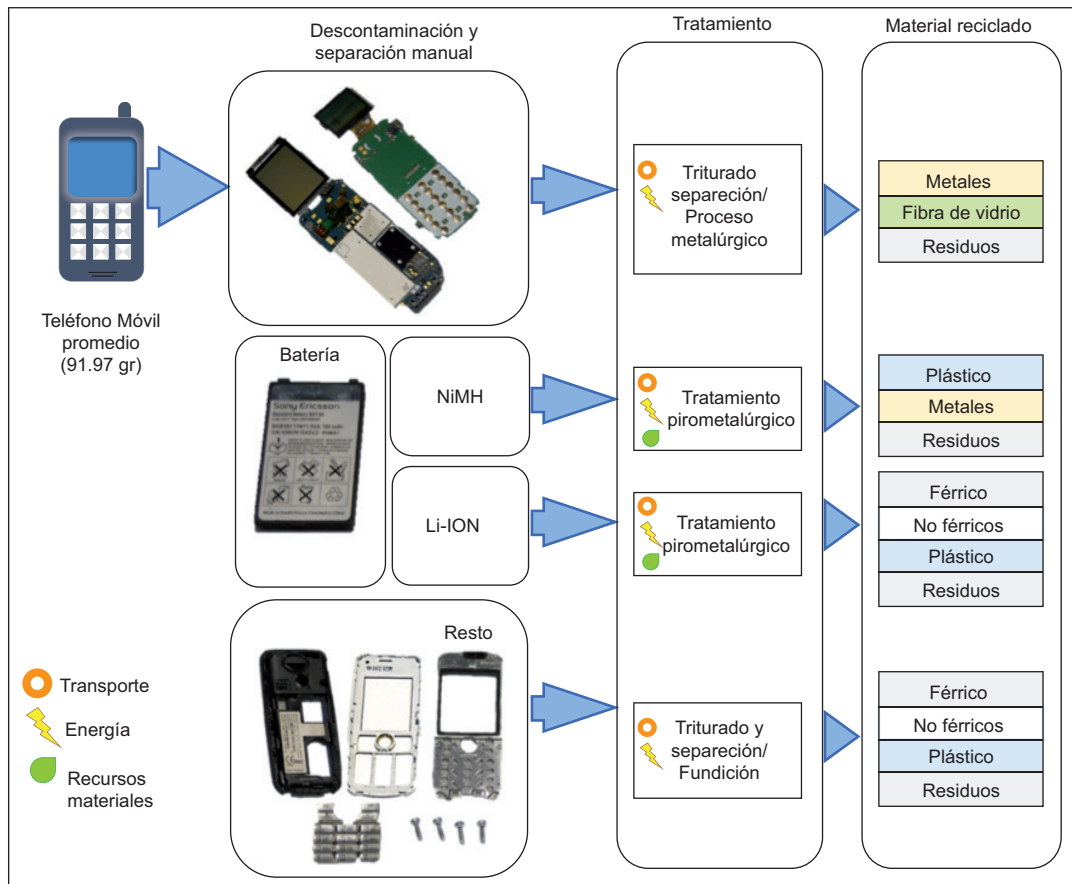 Descontaminación y
separación manual
Tratamiento
Material reciclado
Teléfono Móvil
promedio
(91.97 gr)
Triturado
separeción/
Proceso
metalúrgico
Metales
Fibra de vidrio
Residuos
Batería
Sony Ericsson
NiMH
Tratamiento
pirometalúrgico
Plástico
Metales
Residuos
Li-ION
Tratamiento
pirometalúrgico
Férrico
No férricos
Plástico
Residuos
Resto
Triturado y
separeción/
Fundición
Férrico
No férricos
Plástico
Residuos
Transporte
Energía
Recursos
materiales